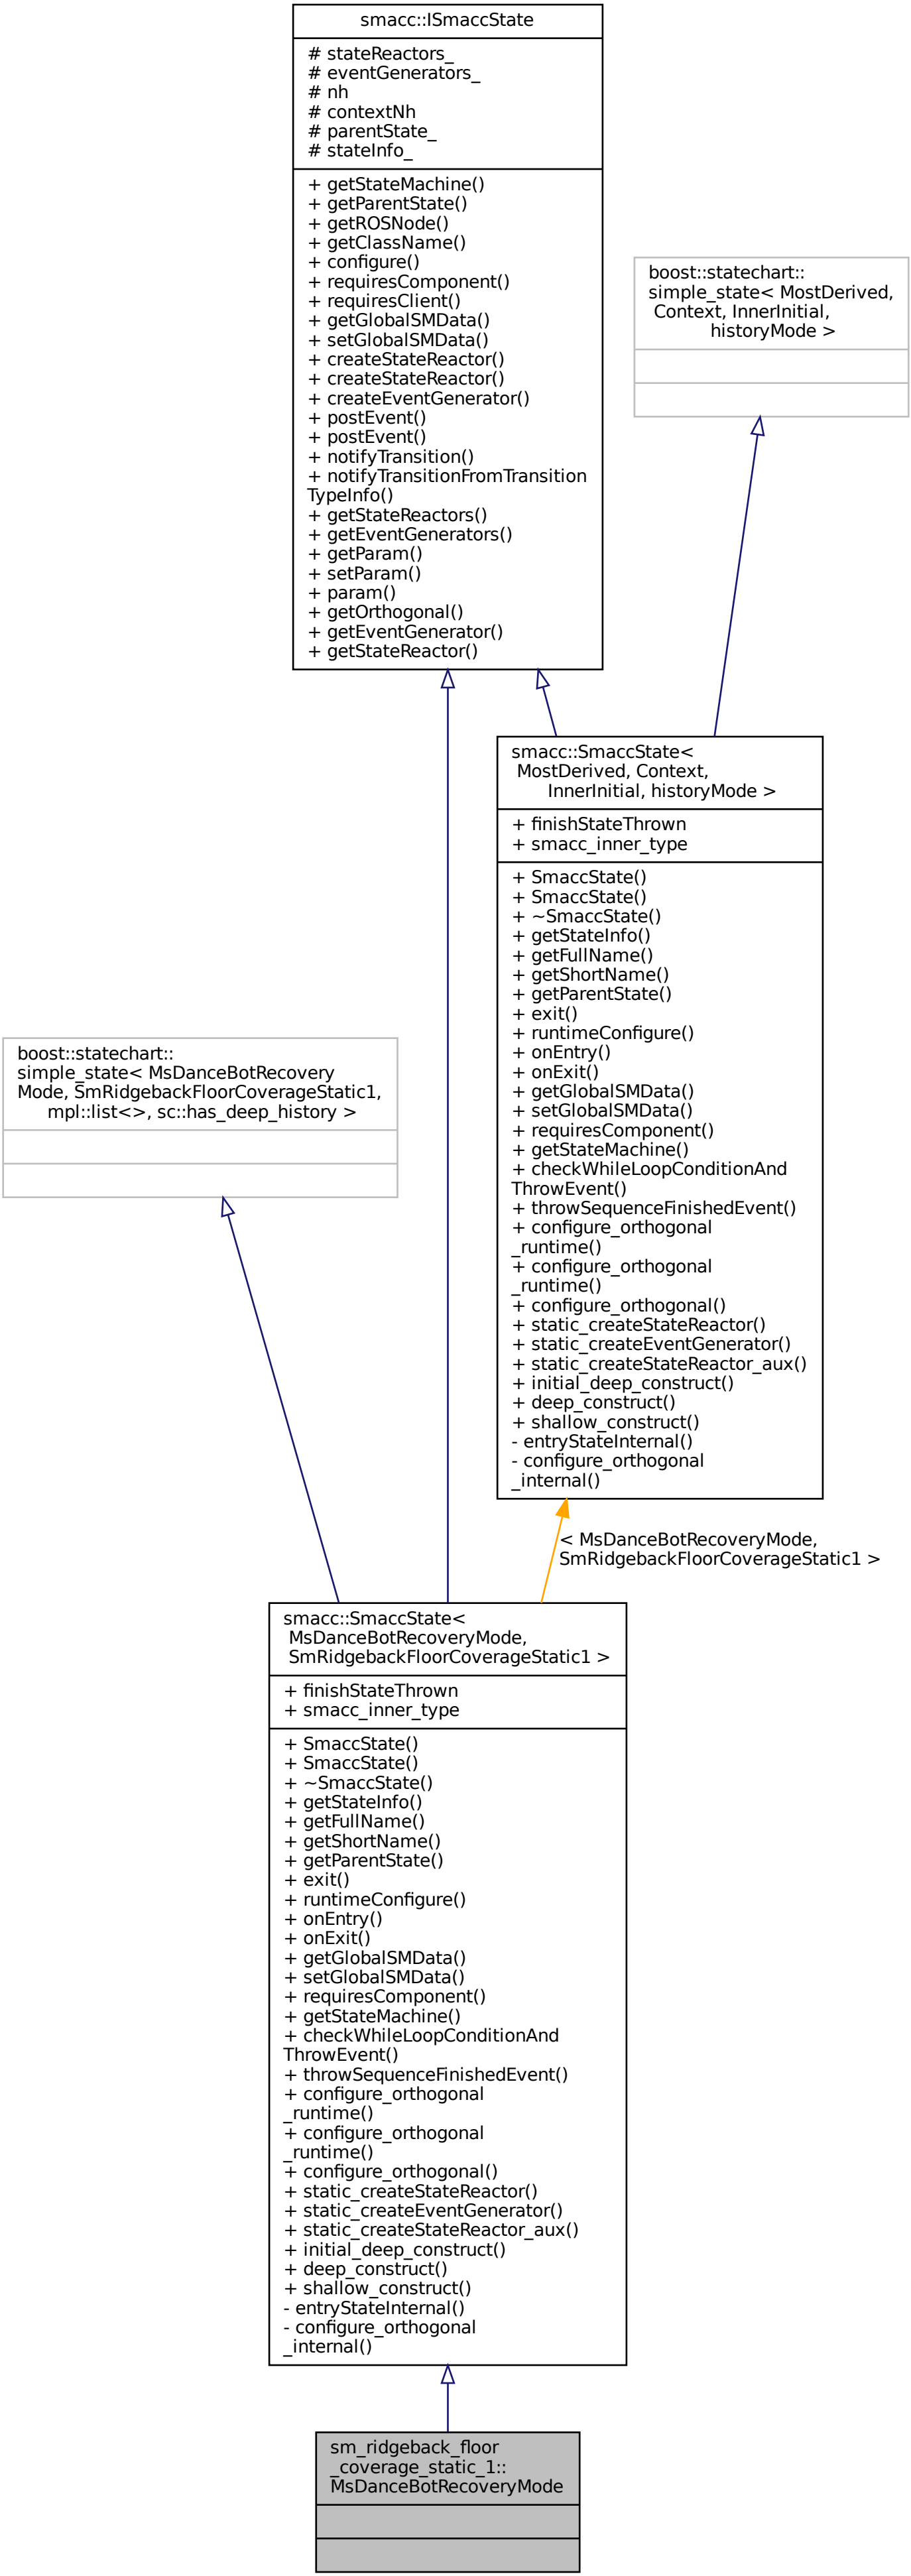 smacc::ISmaccState
# stateReactors_
# eventGenerators_
# nh
# contextNh
# parentState_
# stateInfo_
+ getStateMachine()
+ getParentState()
+ getROSNode()
+ getClassName()
+ configure()
+ requiresComponent()
+ requiresClient()
+ getGlobalSMData()
+ setGlobalSMData()
+ createStateReactor()
+ createStateReactor()
+ createEventGenerator()
+ postEvent()
+ postEvent()
+ notifyTransition()
+ notifyTransitionFromTransition
TypeInfo()
+ getStateReactors()
+ getEventGenerators()
+ getParam()
+ setParam()
+ param()
+ getOrthogonal()
+ getEventGenerator()
+ getStateReactor()
boost::statechart::
simple_state< MostDerived,
Context, InnerInitial,
historyMode >
smacc::SmaccState<
MostDerived, Context,
InnerInitial, historyMode >
+ finishStateThrown
+ smacc_inner_type
+ SmaccState()
+ SmaccState()
+ ~SmaccState()
+ getStateInfo()
+ getFullName()
+ getShortName()
+ getParentState()
+ exit()
+ runtimeConfigure()
+ onEntry()
+ onExit()
+ getGlobalSMData()
+ setGlobalSMData()
+ requiresComponent()
+ getStateMachine()
+ checkWhileLoopConditionAnd
ThrowEvent()
+ throwSequenceFinishedEvent()
+ configure_orthogonal
_runtime()
+ configure_orthogonal
_runtime()
+ configure_orthogonal()
+ static_createStateReactor()
+ static_createEventGenerator()
+ static_createStateReactor_aux()
+ initial_deep_construct()
+ deep_construct()
+ shallow_construct()
- entryStateInternal()
- configure_orthogonal
_internal()
boost::statechart::
simple_state< MsDanceBotRecovery
Mode, SmRidgebackFloorCoverageStatic1,
mpl::list<>, sc::has_deep_history >
< MsDanceBotRecoveryMode,
SmRidgebackFloorCoverageStatic1 >
smacc::SmaccState<
MsDanceBotRecoveryMode,
SmRidgebackFloorCoverageStatic1 >
+ finishStateThrown
+ smacc_inner_type
+ SmaccState()
+ SmaccState()
+ ~SmaccState()
+ getStateInfo()
+ getFullName()
+ getShortName()
+ getParentState()
+ exit()
+ runtimeConfigure()
+ onEntry()
+ onExit()
+ getGlobalSMData()
+ setGlobalSMData()
+ requiresComponent()
+ getStateMachine()
+ checkWhileLoopConditionAnd
ThrowEvent()
+ throwSequenceFinishedEvent()
+ configure_orthogonal
_runtime()
+ configure_orthogonal
_runtime()
+ configure_orthogonal()
+ static_createStateReactor()
+ static_createEventGenerator()
+ static_createStateReactor_aux()
+ initial_deep_construct()
+ deep_construct()
+ shallow_construct()
- entryStateInternal()
- configure_orthogonal
_internal()
sm_ridgeback_floor
_coverage_static_1::
MsDanceBotRecoveryMode